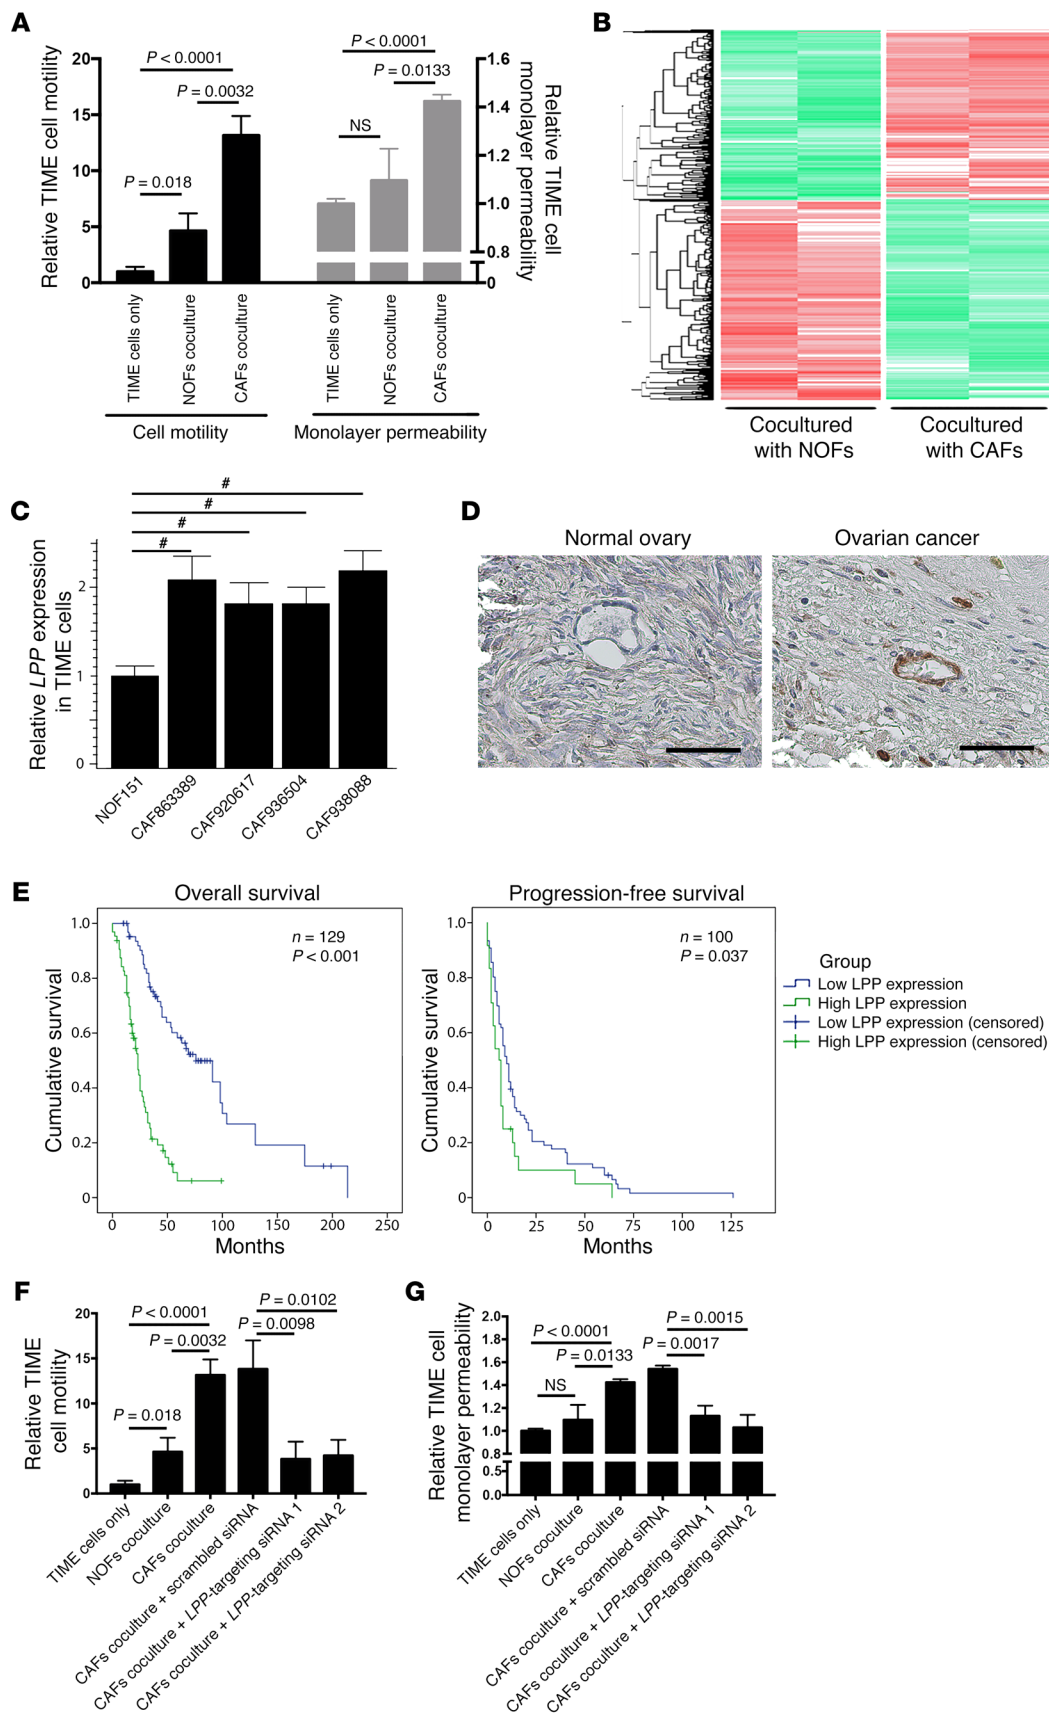 A
Relative TIME cell motility
20
15
10
5
0
P < 0.0001
P = 0.0032
P = 0.018
P < 0.0001
P = 0.0133
NS
1.6
1.4
1.2
1.0
0.8
0
Relative TIME cell
monolayer permeability
TIME cells only
NOFs coculture
CAFs coculture
TIME cells only
NOFs coculture
CAFs coculture
Cell motility
Monolayer permeability
B
Cocultured
with NOFs
Cocultured
with CAFs
C
Relative LPP expression
in TIME cells
2
1
0
#
#
#
#
NOF151
CAF863389
CAF920617
CAF936504
CAF938088
D
Normal ovary
Ovarian cancer
E
Overall survival
Cumulative survival
1.0
0.8
0.6
0.4
0.2
0
n = 129
P < 0.001
0
50
100
150
200
250
Months
Progression-free survival
Cumulative survival
1.0
0.8
0.6
0.4
0.2
0
n = 100
P = 0.037
0
25
50
75
100
125
Months
Group
Low LPP expression
High LPP expression
Low LPP expression (censored)
High LPP expression (censored)
F
Relative TIME
cell motility
20
15
10
5
0
P < 0.0001
P = 0.0032
P = 0.018
P = 0.0102
P = 0.0098
TIME cells only
NOFs coculture
CAFs coculture
CAFs coculture + scrambled siRNA
CAFs coculture + LPP-targeting siRNA 1
CAFs coculture + LPP-targeting siRNA 2
G
Relative TIME cell
monolayer permeability
2.0
1.8
1.6
1.4
1.2
1.0
0.8
0.5
0.0
P < 0.0001
P = 0.0133
NS
P = 0.0015
P = 0.0017
TIME cells only
NOFs coculture
CAFs coculture
CAFs coculture + scrambled siRNA
CAFs coculture + LPP-targeting siRNA 1
CAFs coculture + LPP-targeting siRNA 2